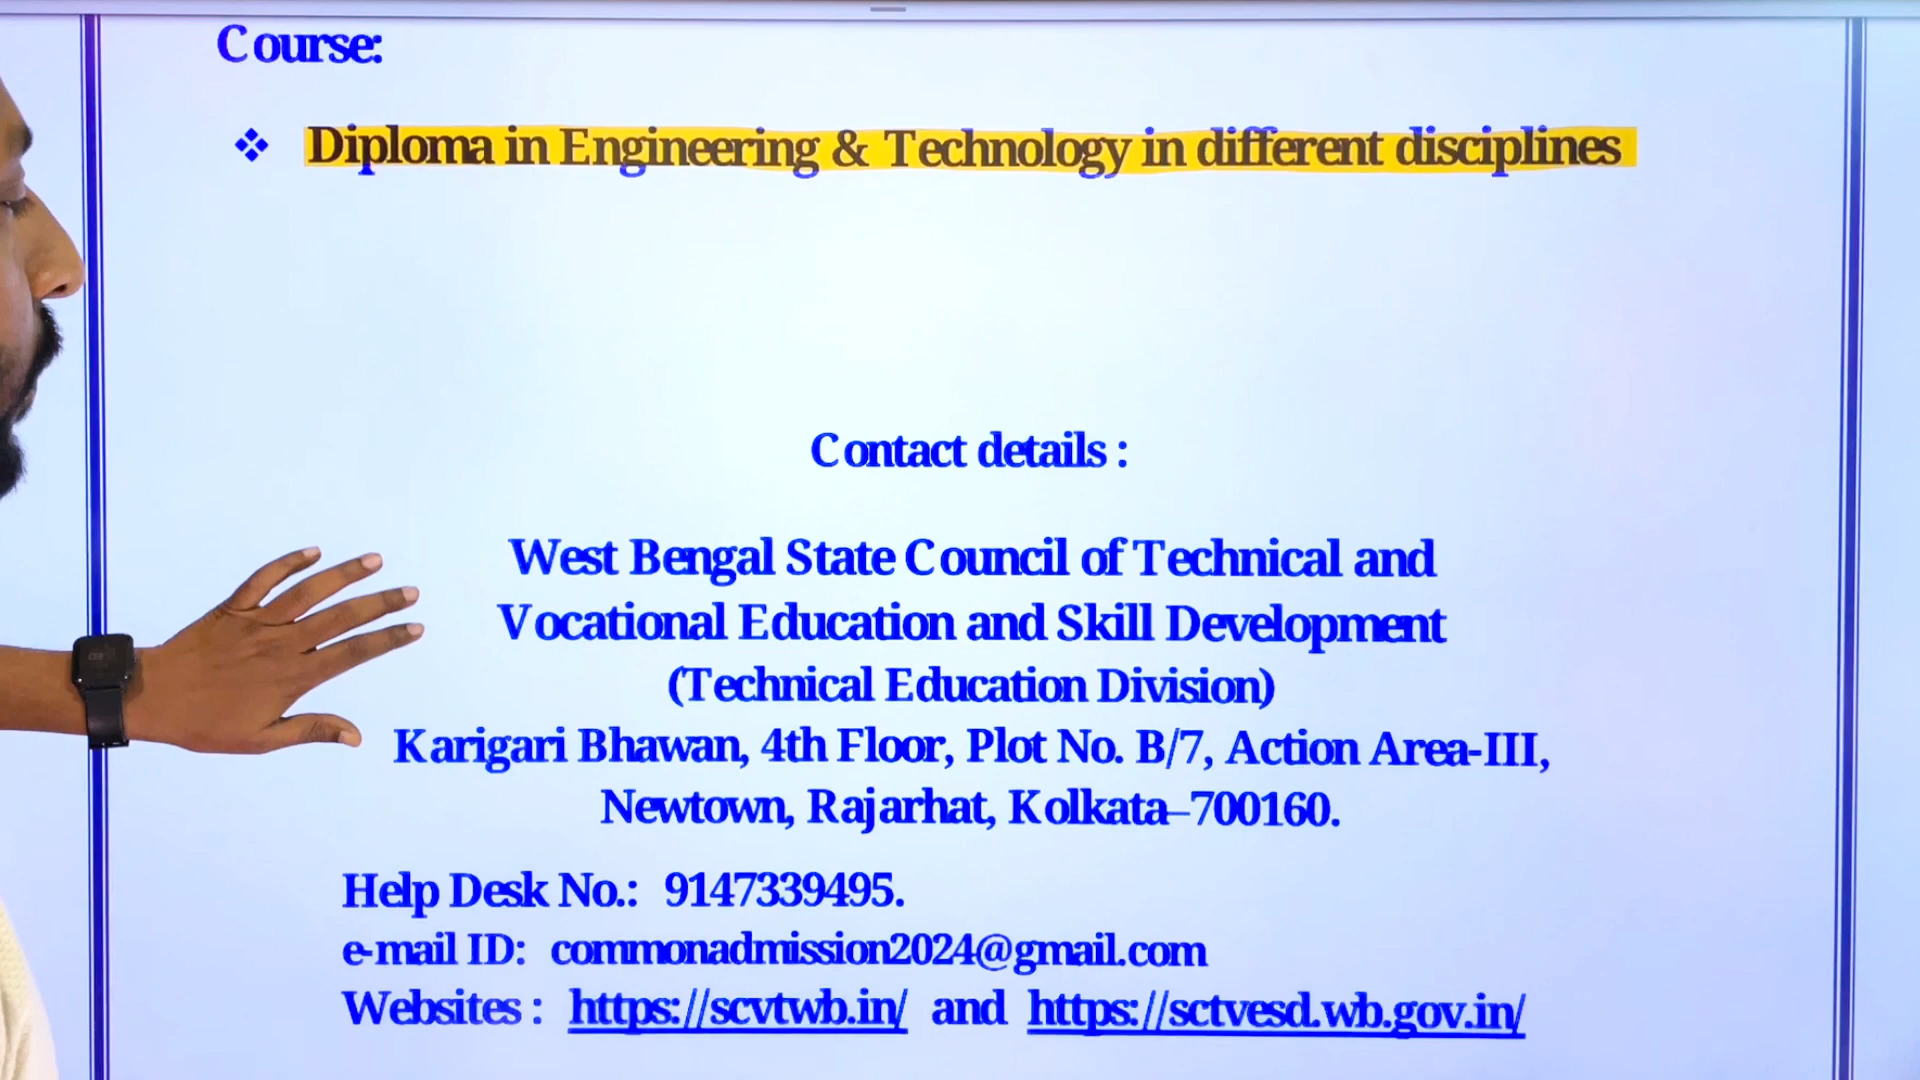 Course:
❖ Diploma in Engineering & Technology in different disciplines
Contact details :
West Bengal State Council of Technical and
Vocational Education and Skill Development
(Technical Education Division)
Karigari Bhawan, 4th Floor, Plot No. B/7, Action Area-III,
Newtown, Rajarhat, Kolkata–700160.
Help Desk No.: 9147339495.
e-mail ID: commonadmission2024@gmail.com
Websites : https://scvtwb.in/ and https://sctvesd.wb.gov.in/